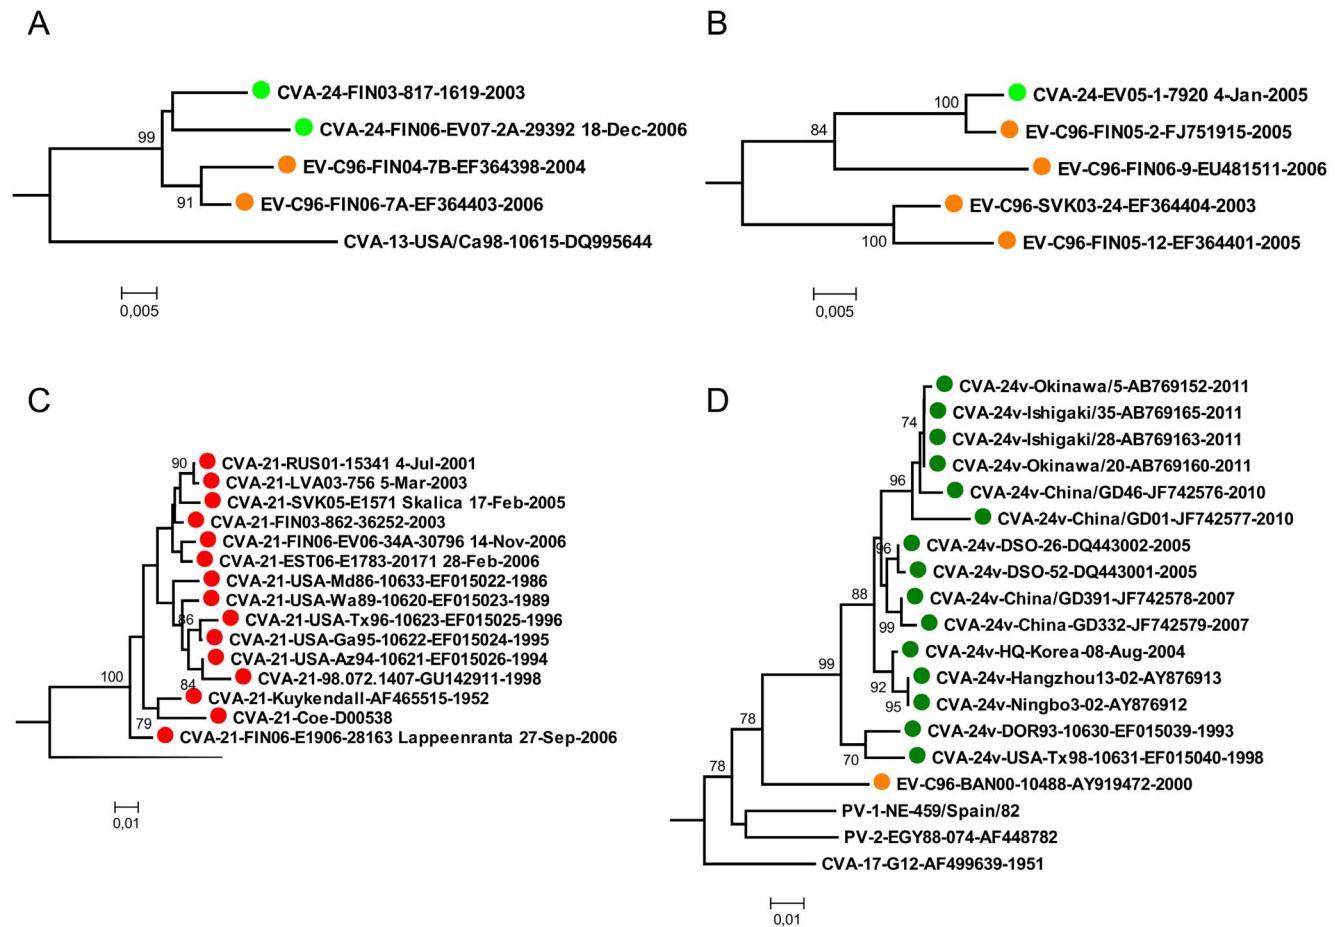 A
CVA-24-FIN03-817-1619-2003
99
CVA-24-FIN06-EV07-2A-29392 18-Dec-2006
EV-C96-FIN04-7B-EF364398-2004
91
EV-C96-FIN06-7A-EF364403-2006
CVA-13-USA/Ca98-10615-DQ995644
0,005
B
100
CVA-24-EV05-1-7920 4-Jan-2005
84
EV-C96-FIN05-2-FJ751915-2005
EV-C96-FIN06-9-EU481511-2006
EV-C96-SVK03-24-EF364404-2003
100
EV-C96-FIN05-12-EF364401-2005
0,005
C
90
CVA-21-RUS01-15341 4-Jul-2001
CVA-21-LVA03-756 5-Mar-2003
CVA-21-SVK05-E1571 Skalica 17-Feb-2005
CVA-21-FIN03-862-36252-2003
CVA-21-FIN06-EV06-34A-30796 14-Nov-2006
CVA-21-EST06-E1783-20171 28-Feb-2006
CVA-21-USA-Md86-10633-EF015022-1986
CVA-21-USA-Wa89-10620-EF015023-1989
86
CVA-21-USA-Tx96-10623-EF015025-1996
CVA-21-USA-Ga95-10622-EF015024-1995
CVA-21-USA-Az94-10621-EF015026-1994
100
CVA-21-98.072.1407-GU142911-1998
84
CVA-21-Kuykendall-AF465515-1952
79
CVA-21-Coe-D00538
CVA-21-FIN06-E1906-28163 Lappeenranta 27-Sep-2006
0,01
D
CVA-24v-Okinawa/5-AB769152-2011
CVA-24v-Ishigaki/35-AB769165-2011
74
CVA-24v-Ishigaki/28-AB769163-2011
CVA-24v-Okinawa/20-AB769160-2011
96
CVA-24v-China/GD46-JF742576-2010
CVA-24v-China/GD01-JF742577-2010
96
CVA-24v-DSO-26-DQ443002-2005
CVA-24v-DSO-52-DQ443001-2005
88
CVA-24v-China/GD391-JF742578-2007
99
CVA-24v-China-GD332-JF742579-2007
CVA-24v-HQ-Korea-08-Aug-2004
99
CVA-24v-Hangzhou13-02-AY876913
92
95
CVA-24v-Ningbo3-02-AY876912
78
CVA-24v-DOR93-10630-EF015039-1993
70
CVA-24v-USA-Tx98-10631-EF015040-1998
78
EV-C96-BAN00-10488-AY919472-2000
PV-1-NE-459/Spain/82
PV-2-EGY88-074-AF448782
CVA-17-G12-AF499639-1951
0,01